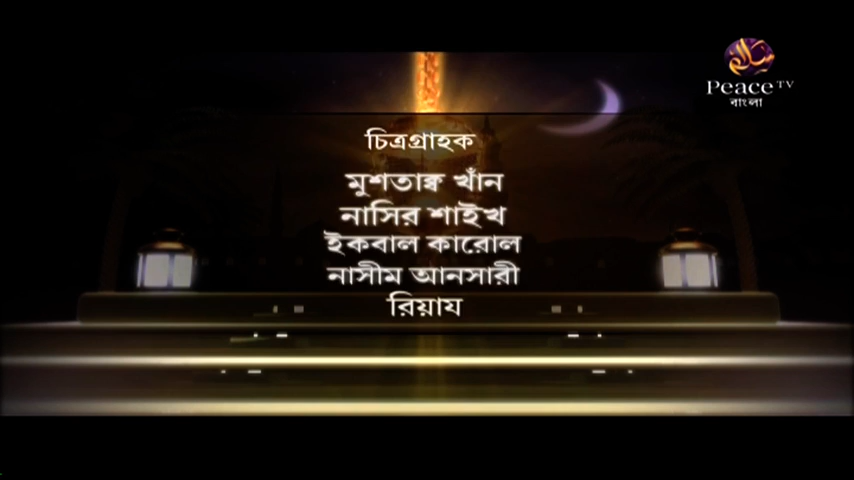 Peace TV
বাংলা
চিত্রগ্রাহক
মুশতাক্ব খাঁন
নাসির শাইখ
ইকবাল কারোল
নাসীম আনসারী
রিয়ায